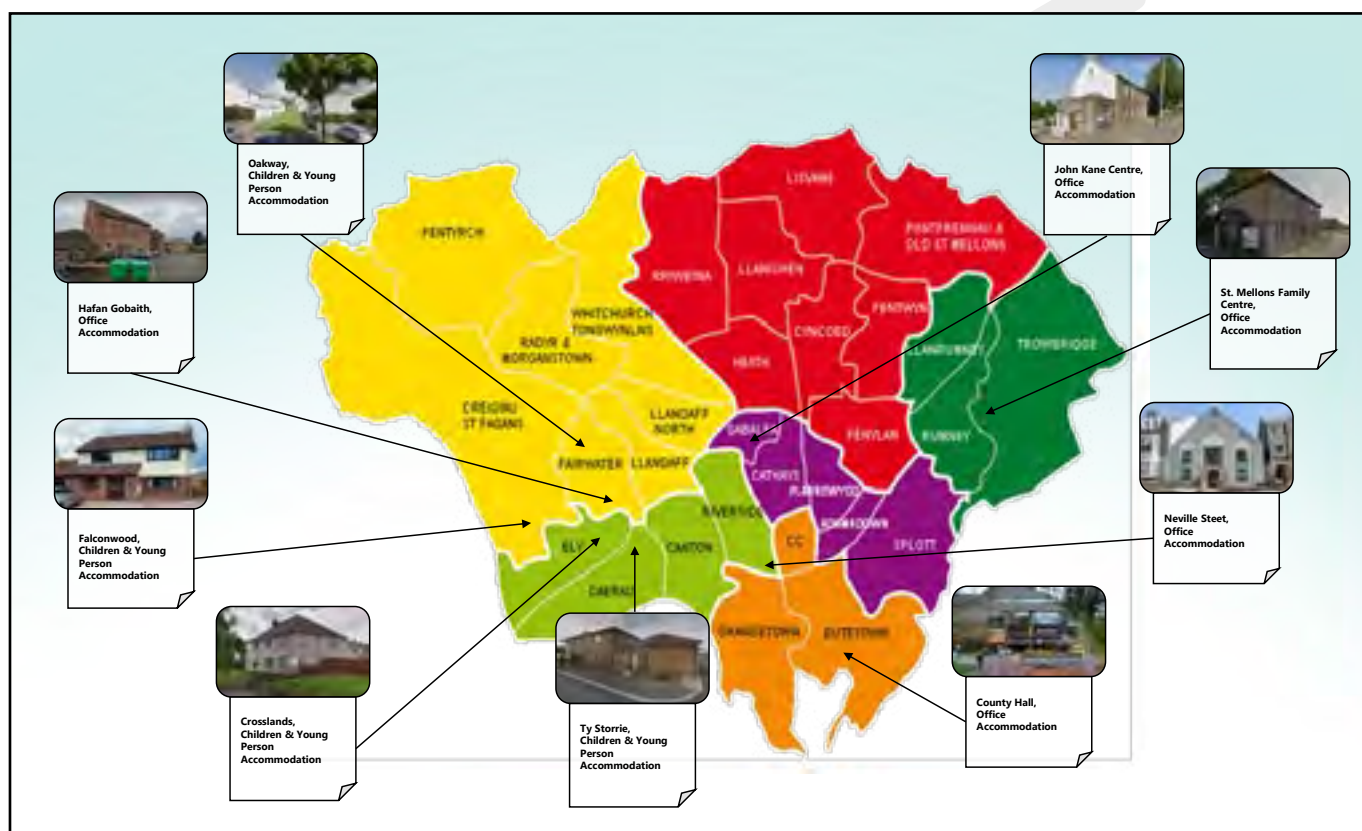 Oakway,
Children & Young
Person
Accommodation
John Kane Centre,
Office
Accommodation
Hafan Gobaith,
Office
Accommodation
St. Mellons Family
Centre,
Office
Accommodation
Falconwood,
Children & Young
Person
Accommodation
Neville Steet,
Office
Accommodation
Crosslands,
Children & Young
Person
Accommodation
Ty Storrie,
Children & Young
Person
Accommodation
County Hall,
Office
Accommodation
PENTYRCH
LISVANE
PONTPRENNAU &
OLD ST MELLONS
RHIWBINA
LLANISHEN
WHITCHURCH
TONGWYNLAIS
RADYR &
MORGANSTOWN
CYNCOED
PENTWYN
LLANRUMNEY
TROWBRIDGE
HEATH
CREIGIAU
ST FAGANS
LLANDAFF
NORTH
GABALFA
PENYLAN
RUMNEY
FAIRWATER
LLANDAFF
CATHAYS
PLASNEWYDD
RIVERSIDE
ADAMSDOWN
SPLOTT
ELY
CANTON
CC
CAERAU
GRANGETOWN
BUTETOWN